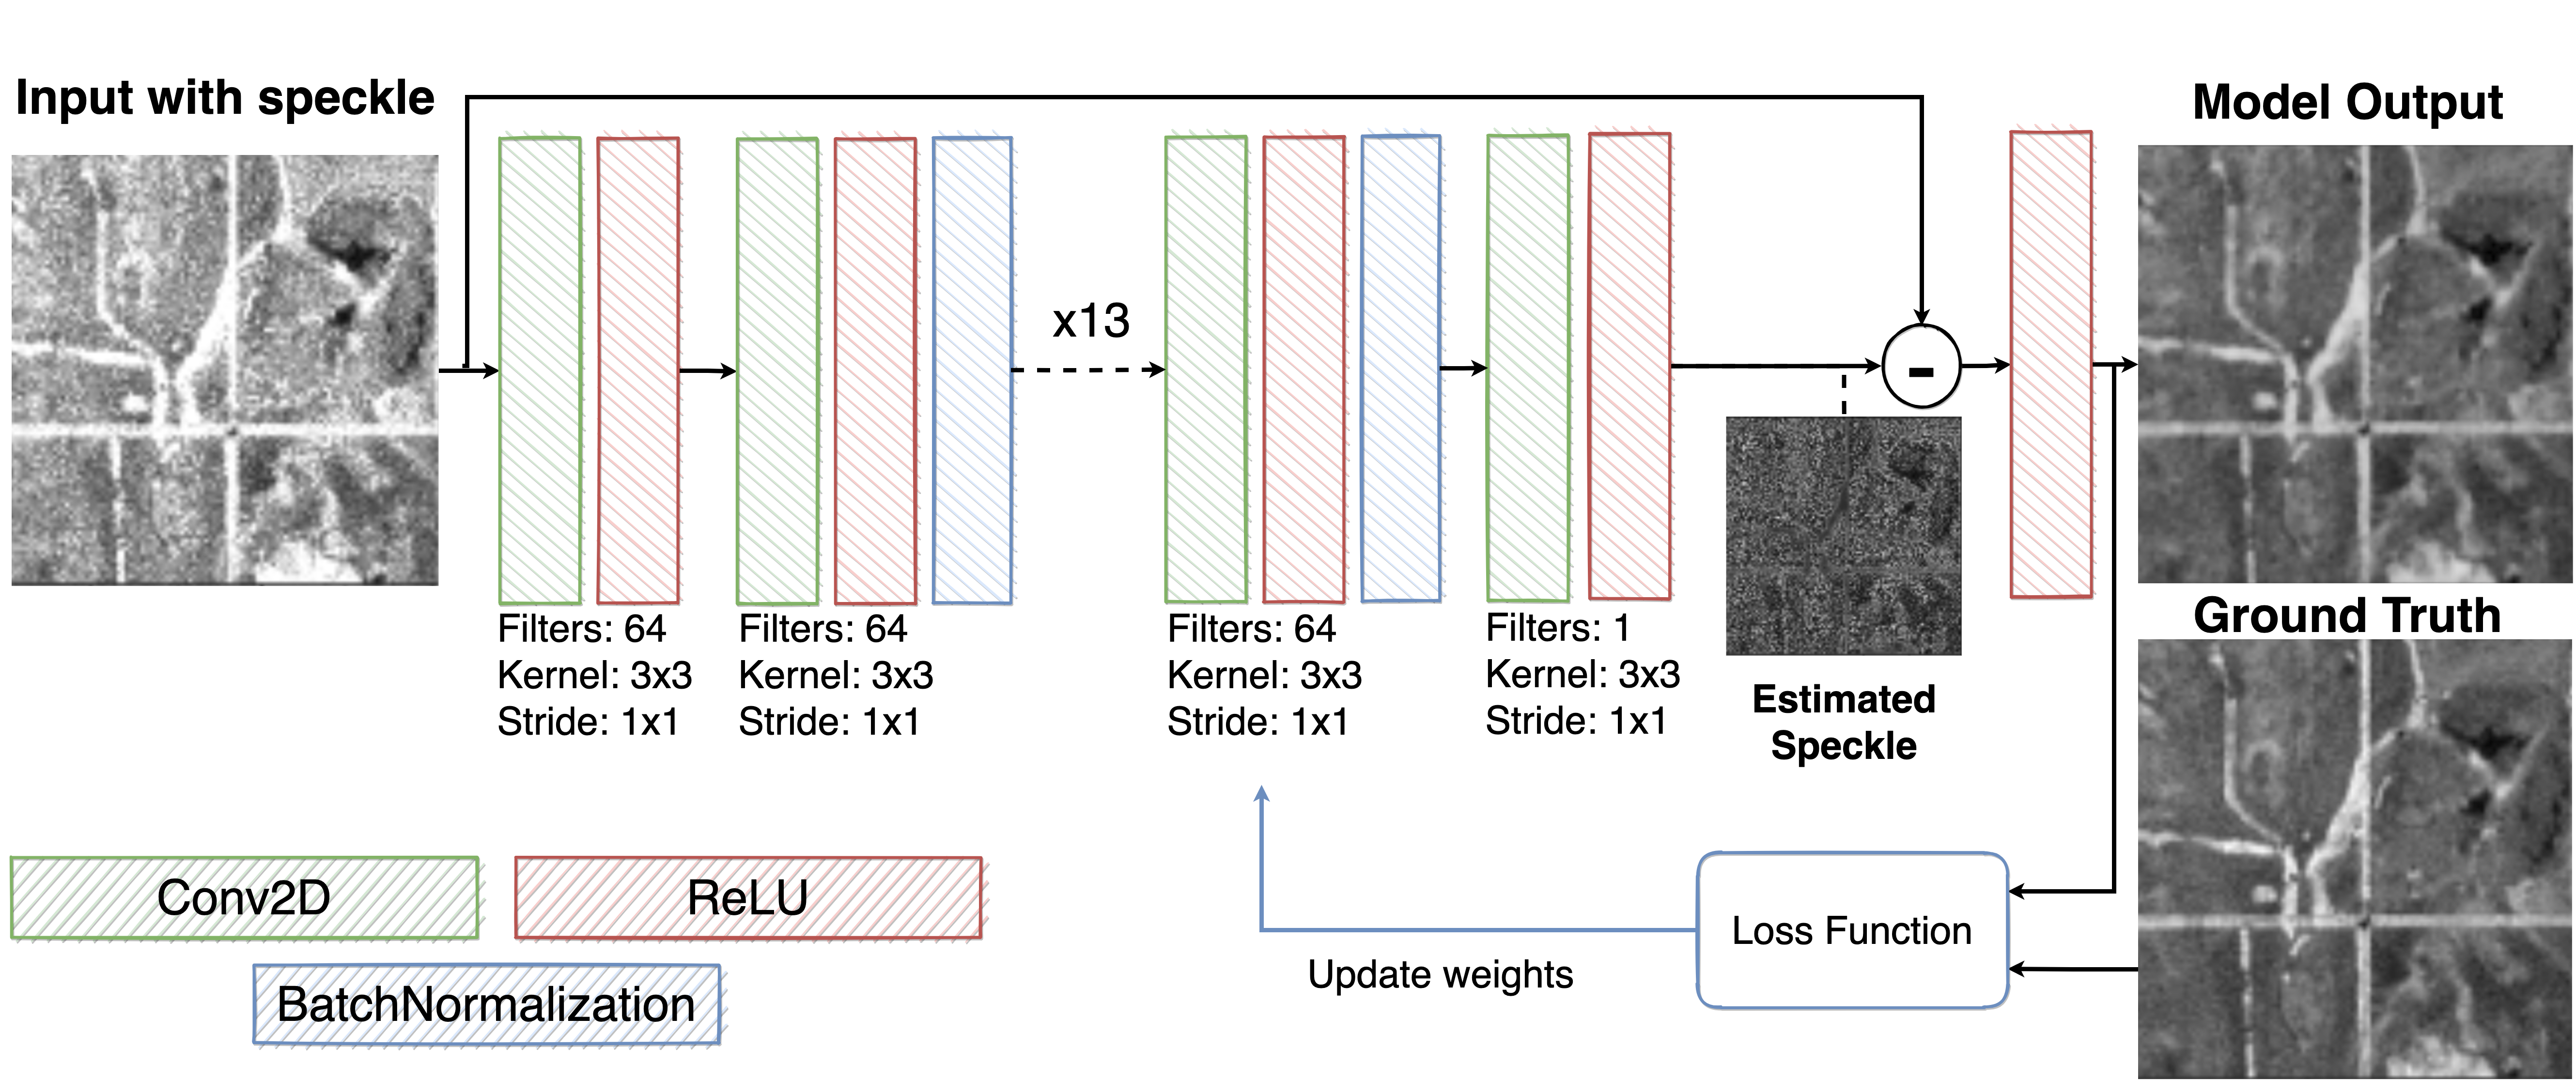 Input with speckle
Model Output
x13
-
Filters: 64
Kernel: 3x3
Stride: 1x1
Filters: 64
Kernel: 3x3
Stride: 1x1
Filters: 64
Kernel: 3x3
Stride: 1x1
Filters: 1
Kernel: 3x3
Stride: 1x1
Estimated
Speckle
Ground Truth
Conv2D
ReLU
BatchNormalization
Update weights
Loss Function